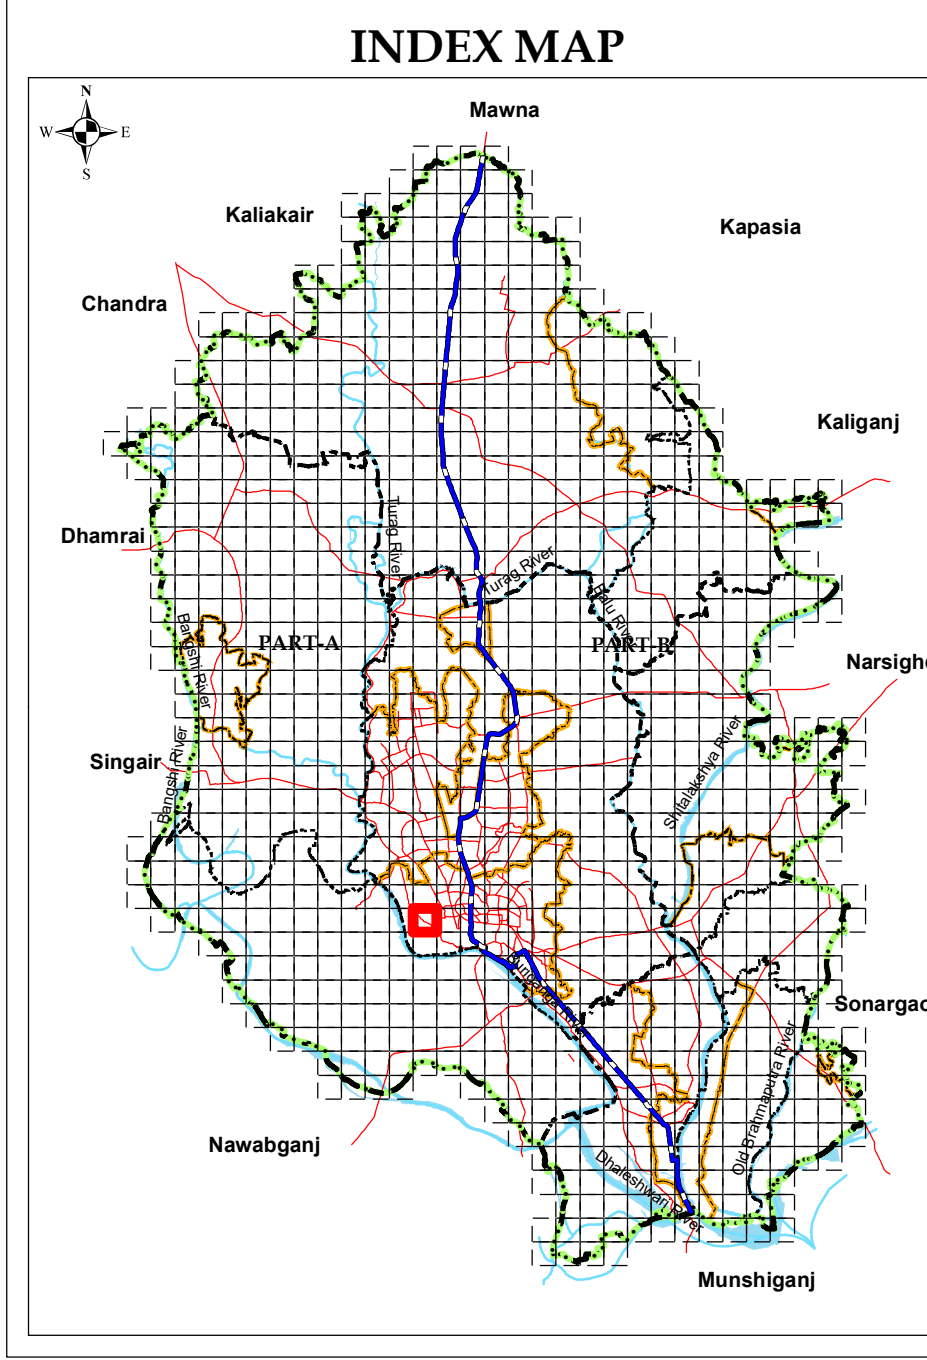 INDEX MAP
N
W E
S
Mawna
Kaliakair
Kapasia
Chandra
Kaliganj
Dhamrai
Turag River
Turag River
Balu River
Bangshi River
PART-A
PART-B
Narsighd
Singair
Bangshi River
Shitalakshya River
Buriganga River
Sonargao
Old Brahmaputra River
Nawabganj
Dhaleshwari River
Munshiganj